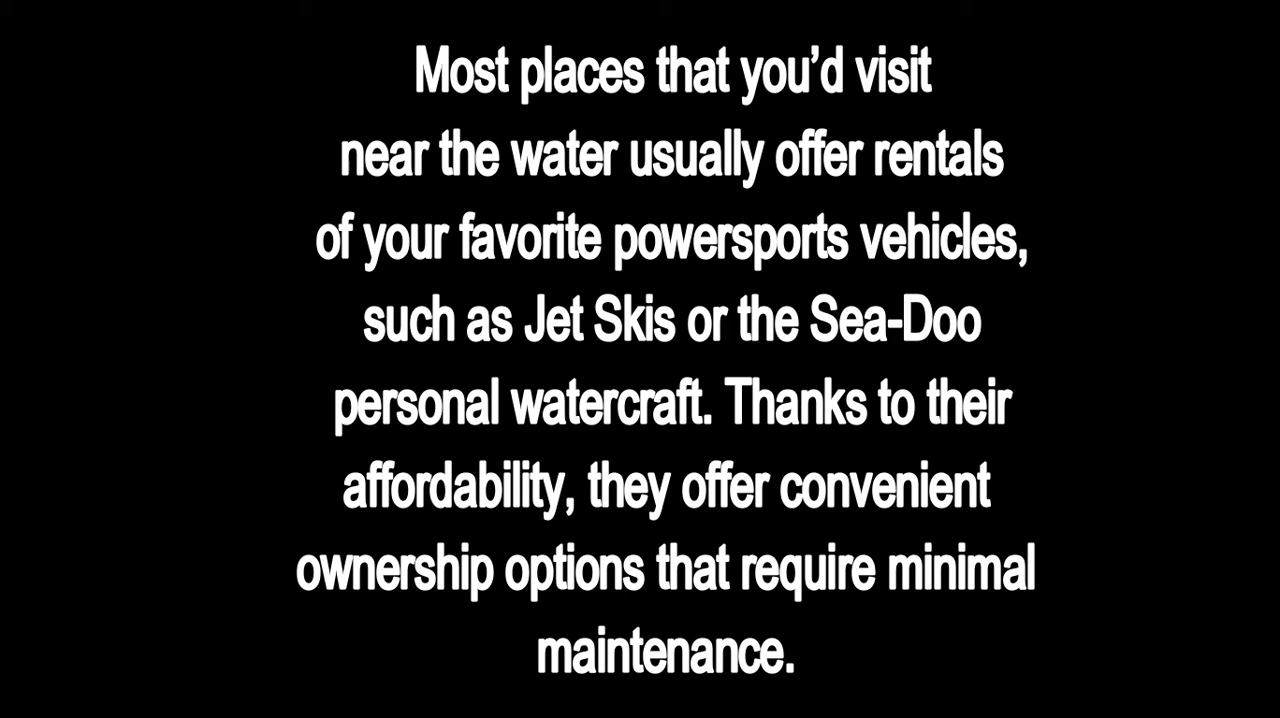 Most places that you’d visit
near the water usually offer rentals
of your favorite powersports vehicles,
such as Jet Skis or the Sea-Doo
personal watercraft. Thanks to their
affordability, they offer convenient
ownership options that require minimal
maintenance.